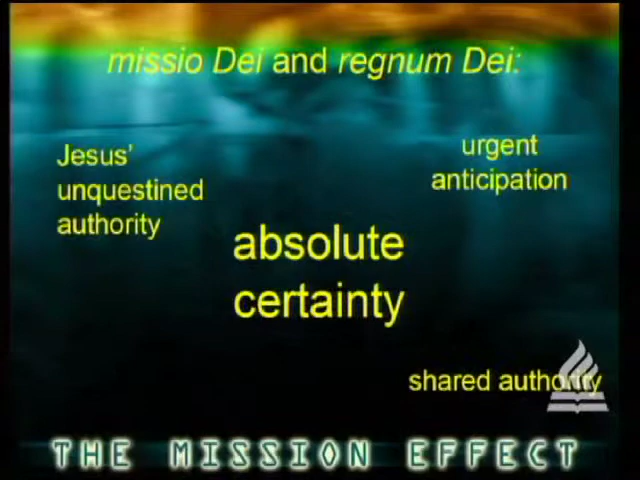 missio Dei and regnum Dei:
Jesus'
unquestined
authority
urgent
anticipation
absolute
certainty
shared authority
THE MISSION EFFECT